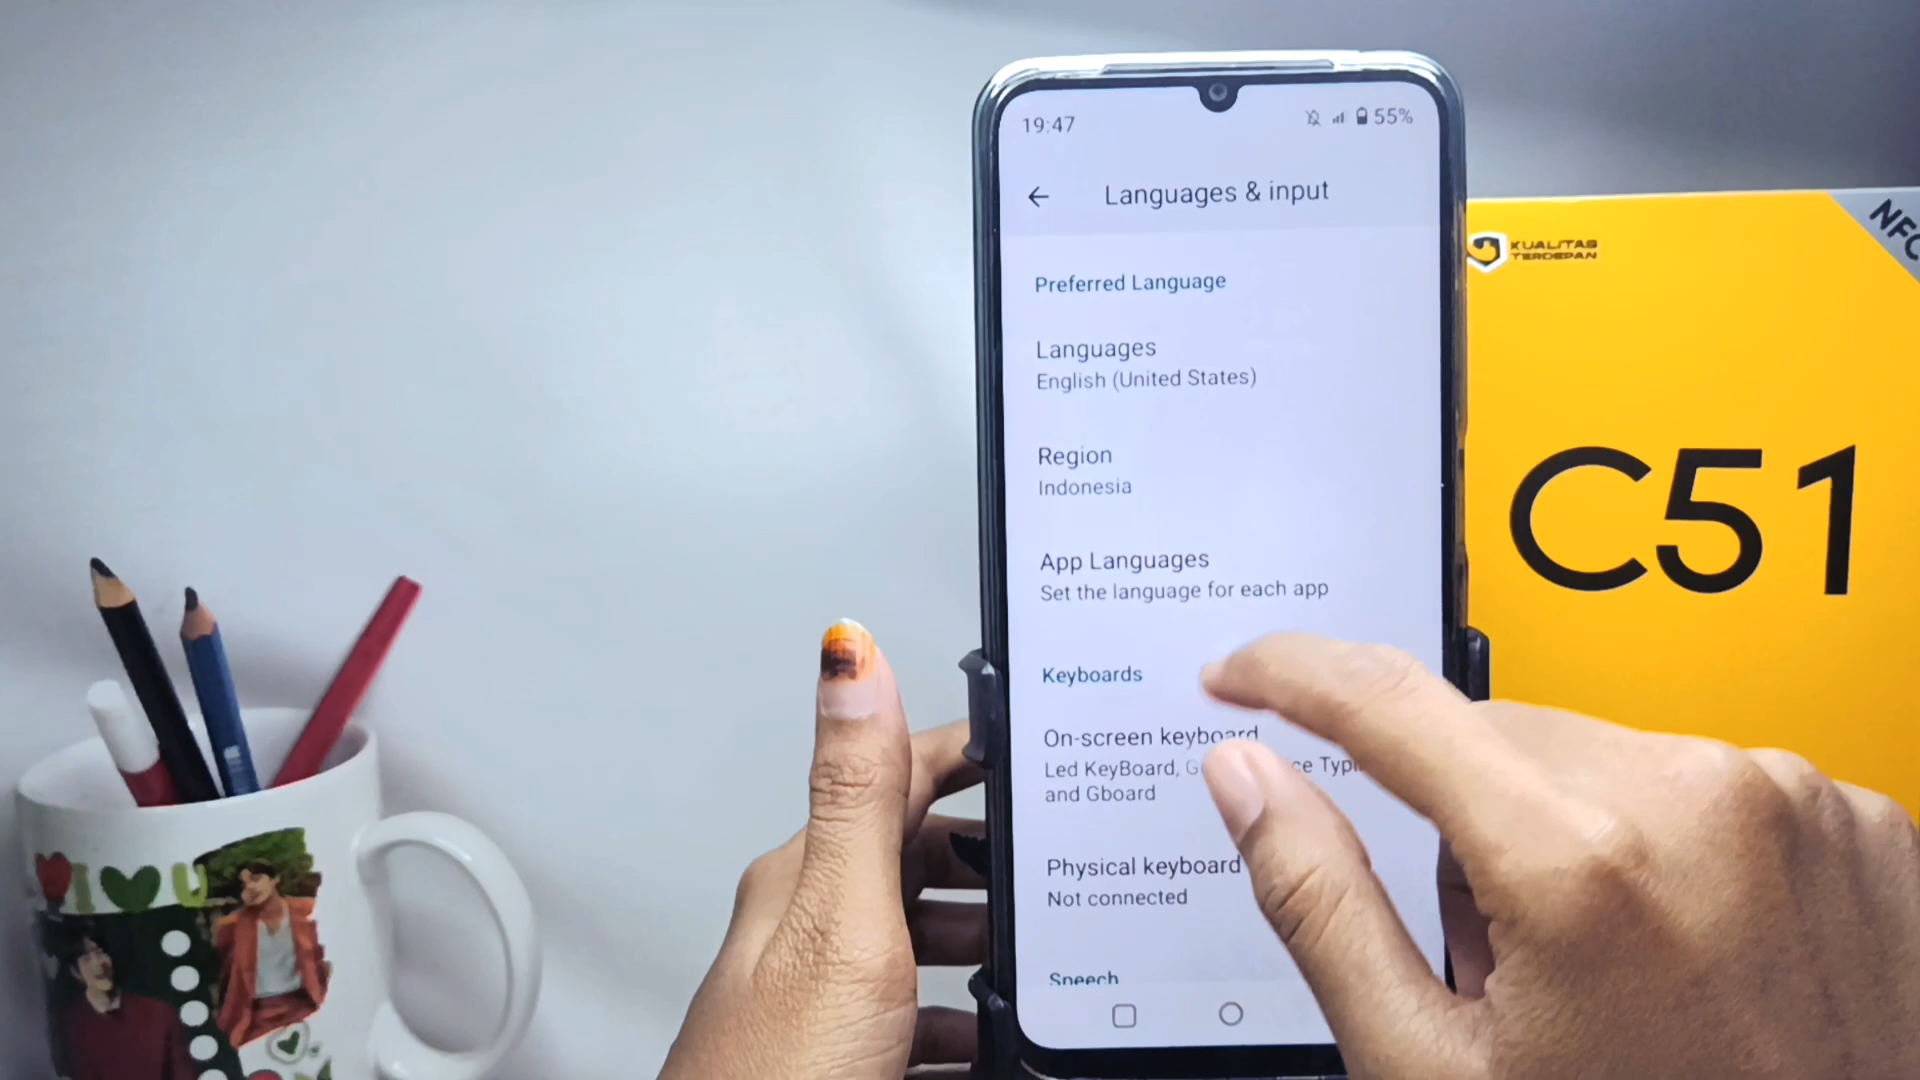 19:47
55%
Languages & input
Preferred Language
Languages
English (United States)
Region
Indonesia
App Languages
Set the language for each app
Keyboards
On-screen keyboard
Led KeyBoard,
and Gboard
Physical keyboard
Not connected
Speech
KUALITAS
TERDEPAN
NFC
C51
I U